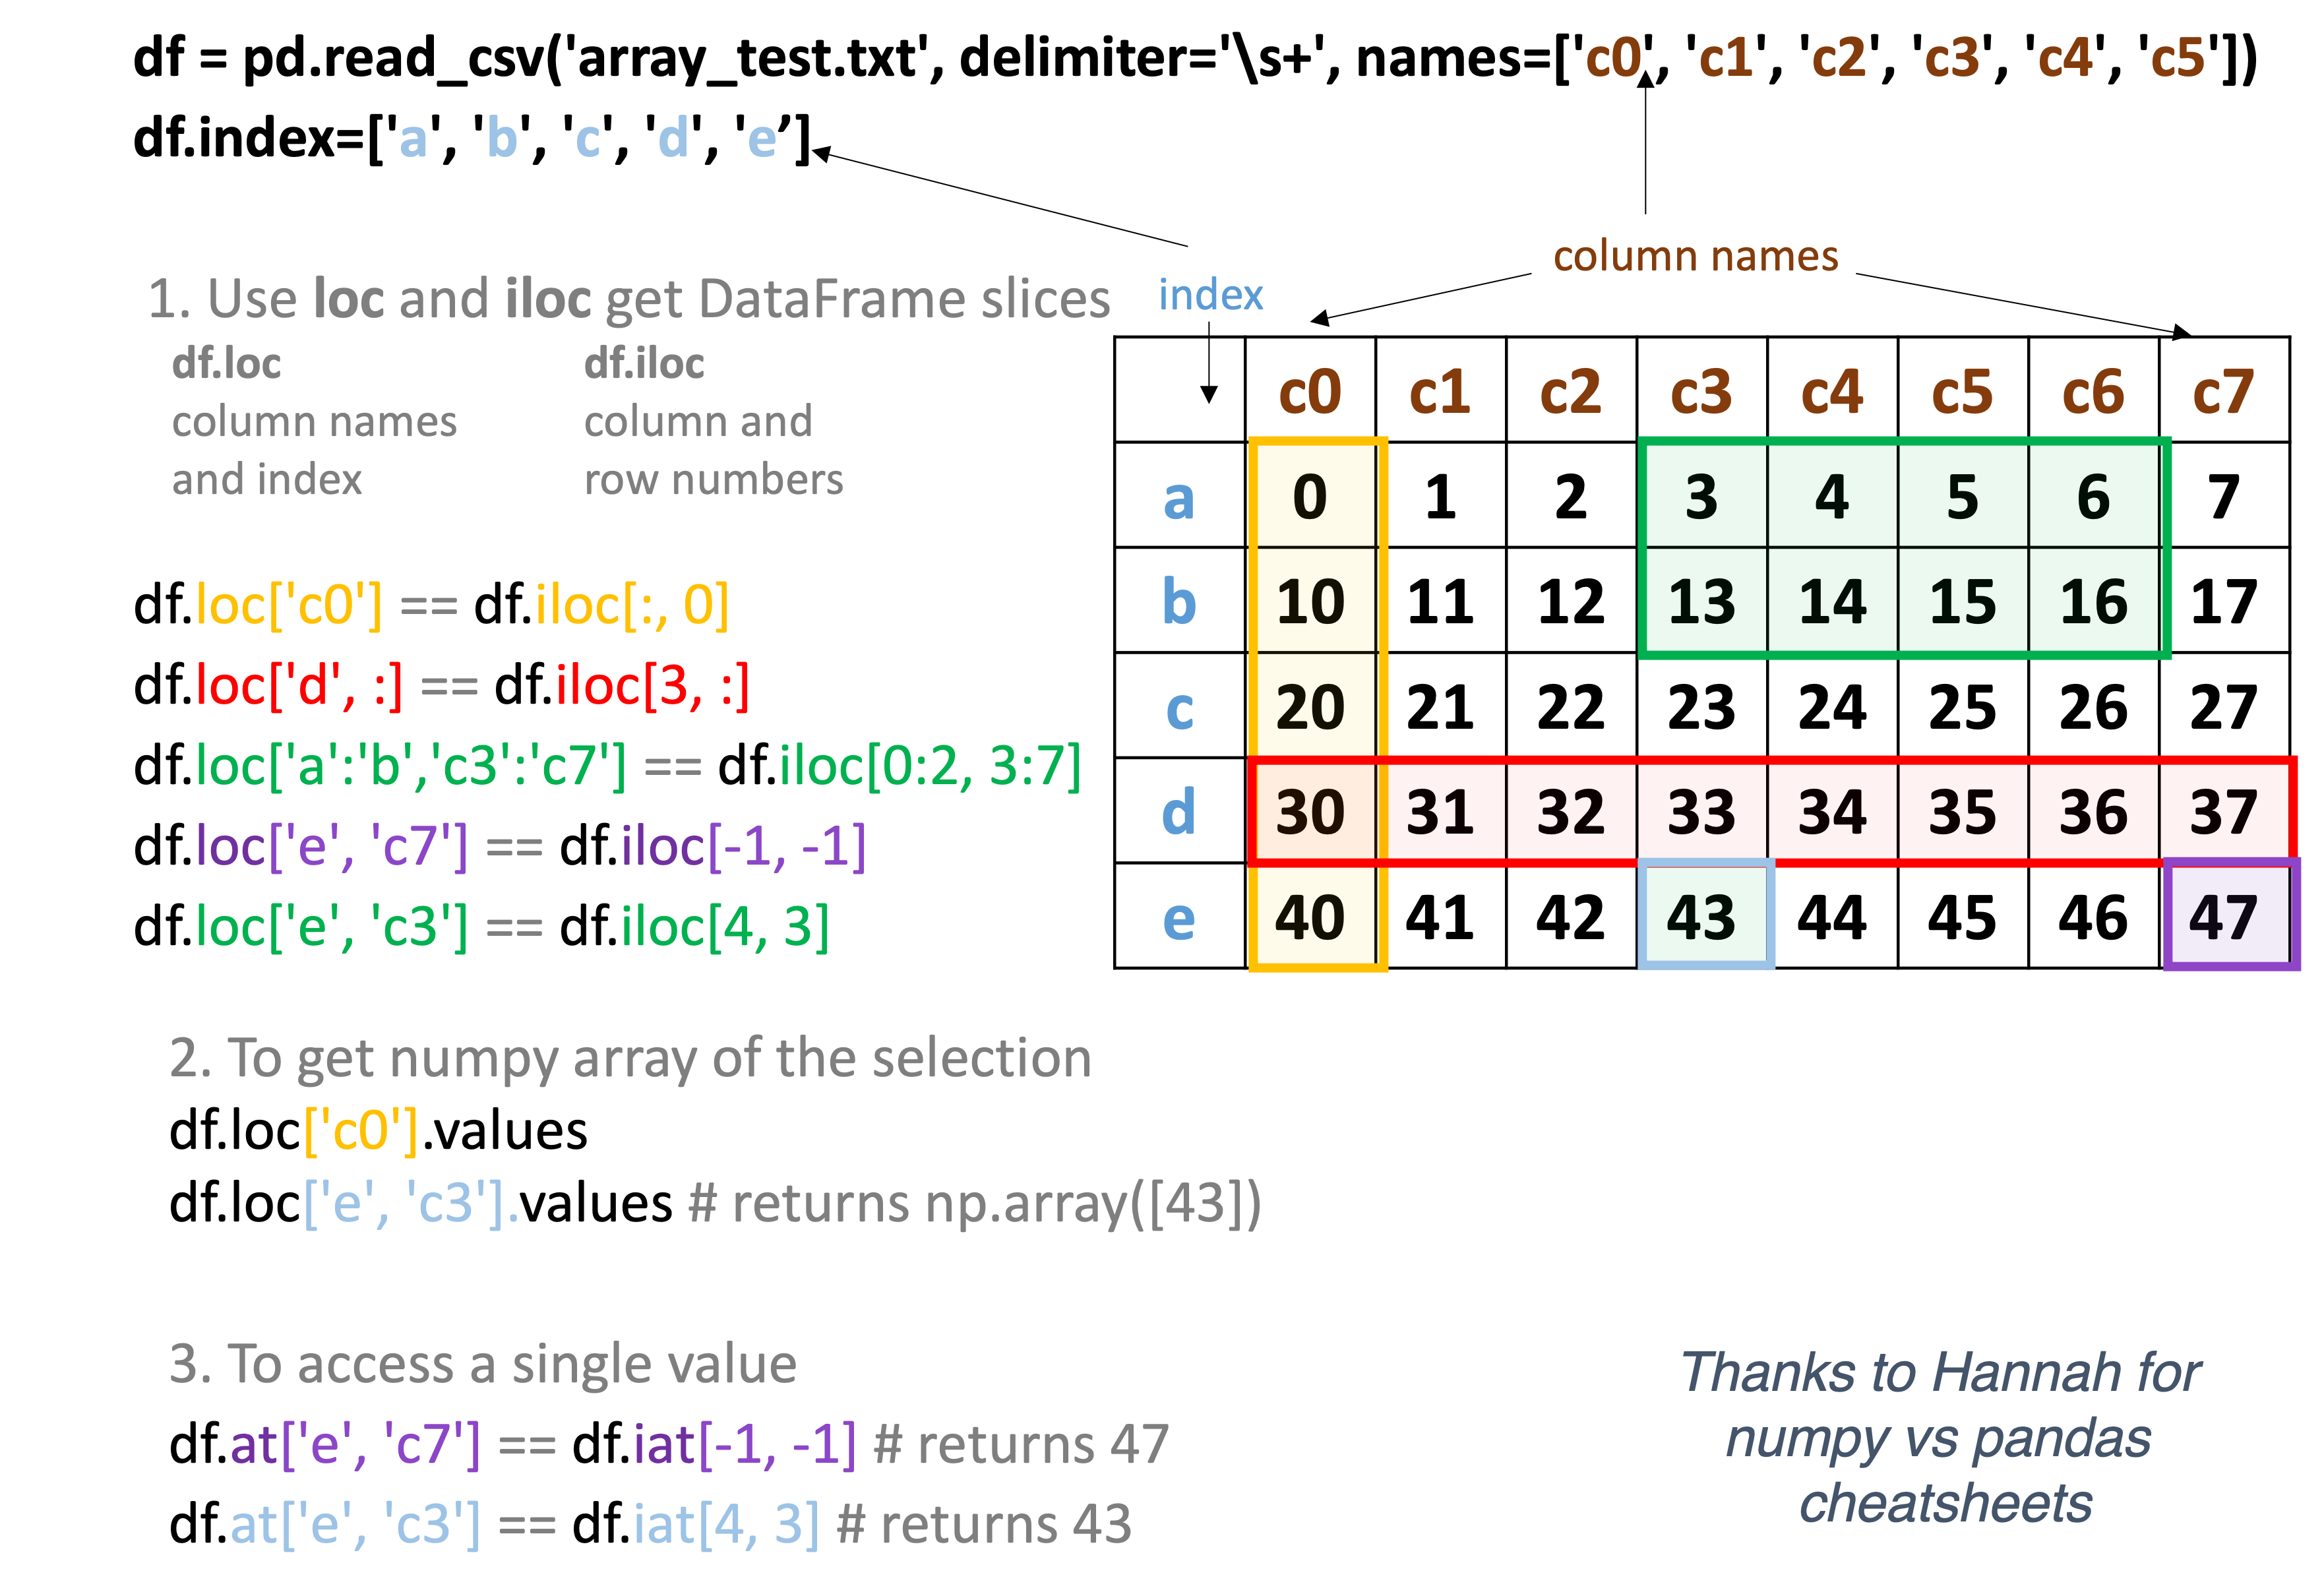 df = pd.read_csv('array_test.txt', delimiter='\s+', names=['c0', 'c1', 'c2', 'c3', 'c4', 'c5'])
df.index=['a', 'b', 'c', 'd', 'e’]
column names
index
1. Use loc and iloc get DataFrame slices
df.loc df.iloc
column names column and
and index row numbers
c0 c1 c2 c3 c4 c5 c6 c7
a 0 1 2 3 4 5 6 7
b 10 11 12 13 14 15 16 17
c 20 21 22 23 24 25 26 27
d 30 31 32 33 34 35 36 37
e 40 41 42 43 44 45 46 47
df.loc['c0'] == df.iloc[:, 0]
df.loc['d', :] == df.iloc[3, :]
df.loc['a':'b','c3':'c7'] == df.iloc[0:2, 3:7]
df.loc['e', 'c7'] == df.iloc[-1, -1]
df.loc['e', 'c3'] == df.iloc[4, 3]
2. To get numpy array of the selection
df.loc['c0'].values
df.loc['e', 'c3'].values # returns np.array([43])
3. To access a single value
df.at['e', 'c7'] == df.iat[-1, -1] # returns 47
df.at['e', 'c3'] == df.iat[4, 3] # returns 43
Thanks to Hannah for
numpy vs pandas
cheatsheets